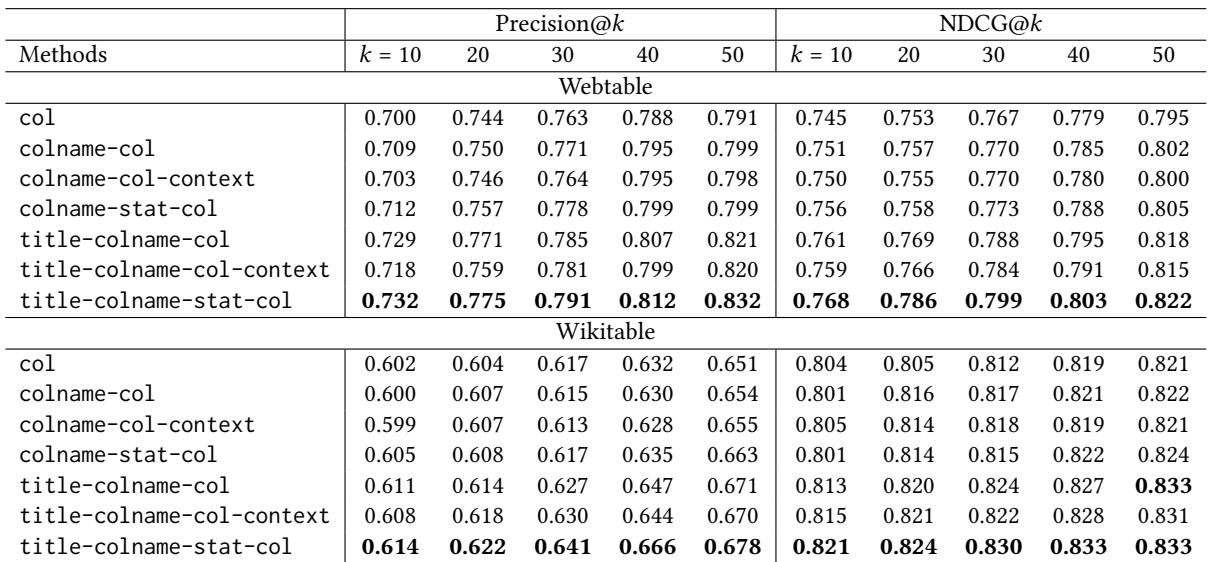 Precision@k NDCG@k
Methods k = 10 20 30 40 50 k = 10 20 30 40 50
Webtable
col 0.700 0.744 0.763 0.788 0.791 0.745 0.753 0.767 0.779 0.795
colname-col 0.709 0.750 0.771 0.795 0.799 0.751 0.757 0.770 0.785 0.802
colname-col-context 0.703 0.746 0.764 0.795 0.798 0.750 0.755 0.770 0.780 0.800
colname-stat-col 0.712 0.757 0.778 0.799 0.799 0.756 0.758 0.773 0.788 0.805
title-colname-col 0.729 0.771 0.785 0.807 0.821 0.761 0.769 0.788 0.795 0.818
title-colname-col-context 0.718 0.759 0.781 0.799 0.820 0.759 0.766 0.784 0.791 0.815
title-colname-stat-col 0.732 0.775 0.791 0.812 0.832 0.768 0.786 0.799 0.803 0.822
Wikitable
col 0.602 0.604 0.617 0.632 0.651 0.804 0.805 0.812 0.819 0.821
colname-col 0.600 0.607 0.615 0.630 0.654 0.801 0.816 0.817 0.821 0.822
colname-col-context 0.599 0.607 0.613 0.628 0.655 0.805 0.814 0.818 0.819 0.821
colname-stat-col 0.605 0.608 0.617 0.635 0.663 0.801 0.814 0.815 0.822 0.824
title-colname-col 0.611 0.614 0.627 0.647 0.671 0.813 0.820 0.824 0.827 0.833
title-colname-col-context 0.608 0.618 0.630 0.644 0.670 0.815 0.821 0.822 0.828 0.831
title-colname-stat-col 0.614 0.622 0.641 0.666 0.678 0.821 0.824 0.830 0.833 0.833